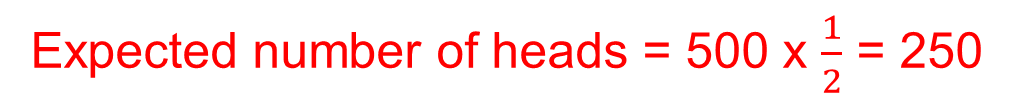 Expected number of heads = 500 x 1/2 = 250